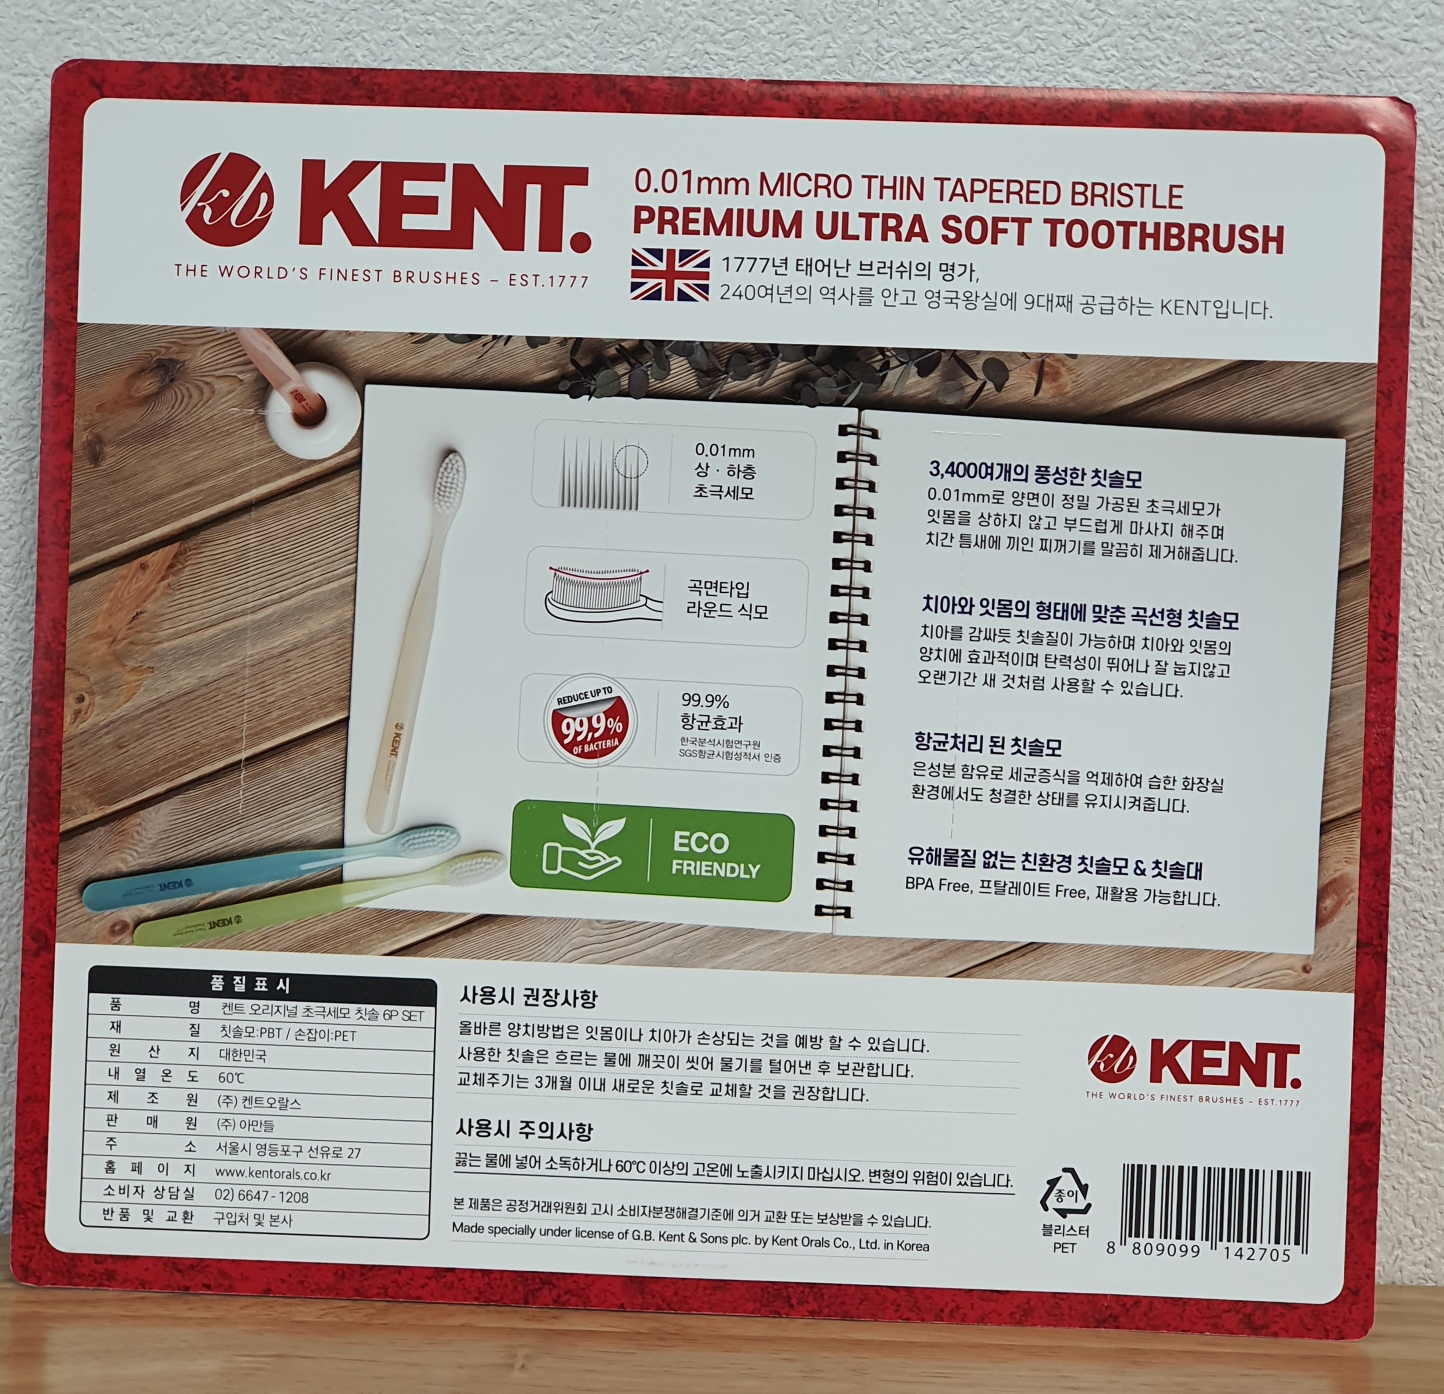 kb KENT.
THE WORLD'S FINEST BRUSHES – EST.1777
0.01mm MICRO THIN TAPERED BRISTLE
PREMIUM ULTRA SOFT TOOTHBRUSH
1777년 태어난 브러쉬의 명가,
240여년의 역사를 안고 영국왕실에 9대째 공급하는 KENT입니다.
0.01mm
상 · 하층
초극세모
곡면타입
라운드 식모
REDUCE UP TO
99,9%
OF BACTERIA
99.9%
항균효과
한국분석시험연구원
SGS항균시험성적서 인증
ECO
FRIENDLY
KENT.
KENT.
KENT.
3,400여개의 풍성한 칫솔모
0.01mm로 양면이 정밀 가공된 초극세모가
잇몸을 상하지 않고 부드럽게 마사지 해주며
치간 틈새에 끼인 찌꺼기를 말끔히 제거해줍니다.
치아와 잇몸의 형태에 맞춘 곡선형 칫솔모
치아를 감싸듯 칫솔질이 가능하며 치아와 잇몸의
양치에 효과적이며 탄력성이 뛰어나 잘 눕지않고
오랜기간 새 것처럼 사용할 수 있습니다.
항균처리 된 칫솔모
은성분 함유로 세균증식을 억제하여 습한 화장실
환경에서도 청결한 상태를 유지시켜줍니다.
유해물질 없는 친환경 칫솔모 & 칫솔대
BPA Free, 프탈레이트 Free, 재활용 가능합니다.
품질표시
품 명 켄트 오리지널 초극세모 칫솔 6P SET
재 질 칫솔모:PBT / 손잡이:PET
원 산 지 대한민국
내 열 온 도 60℃
제 조 원 (주) 켄트오랄스
판 매 원 (주) 아만들
주 소 서울시 영등포구 선유로 27
홈 페 이 지 www.kentorals.co.kr
소비자 상담실 02) 6647-1208
반품 및 교환 구입처 및 본사
사용시 권장사항
올바른 양치방법은 잇몸이나 치아가 손상되는 것을 예방 할 수 있습니다.
사용한 칫솔은 흐르는 물에 깨끗이 씻어 물기를 털어낸 후 보관합니다.
교체주기는 3개월 이내 새로운 칫솔로 교체할 것을 권장합니다.
사용시 주의사항
끓는 물에 넣어 소독하거나 60℃ 이상의 고온에 노출시키지 마십시오. 변형의 위험이 있습니다.
본 제품은 공정거래위원회 고시 소비자분쟁해결기준에 의거 교환 또는 보상받을 수 있습니다.
Made specially under license of G.B. Kent & Sons plc. by Kent Orals Co., Ltd. in Korea
kb KENT.
THE WORLD'S FINEST BRUSHES – EST.1777
종이
블리스터
PET
8 809099 142705